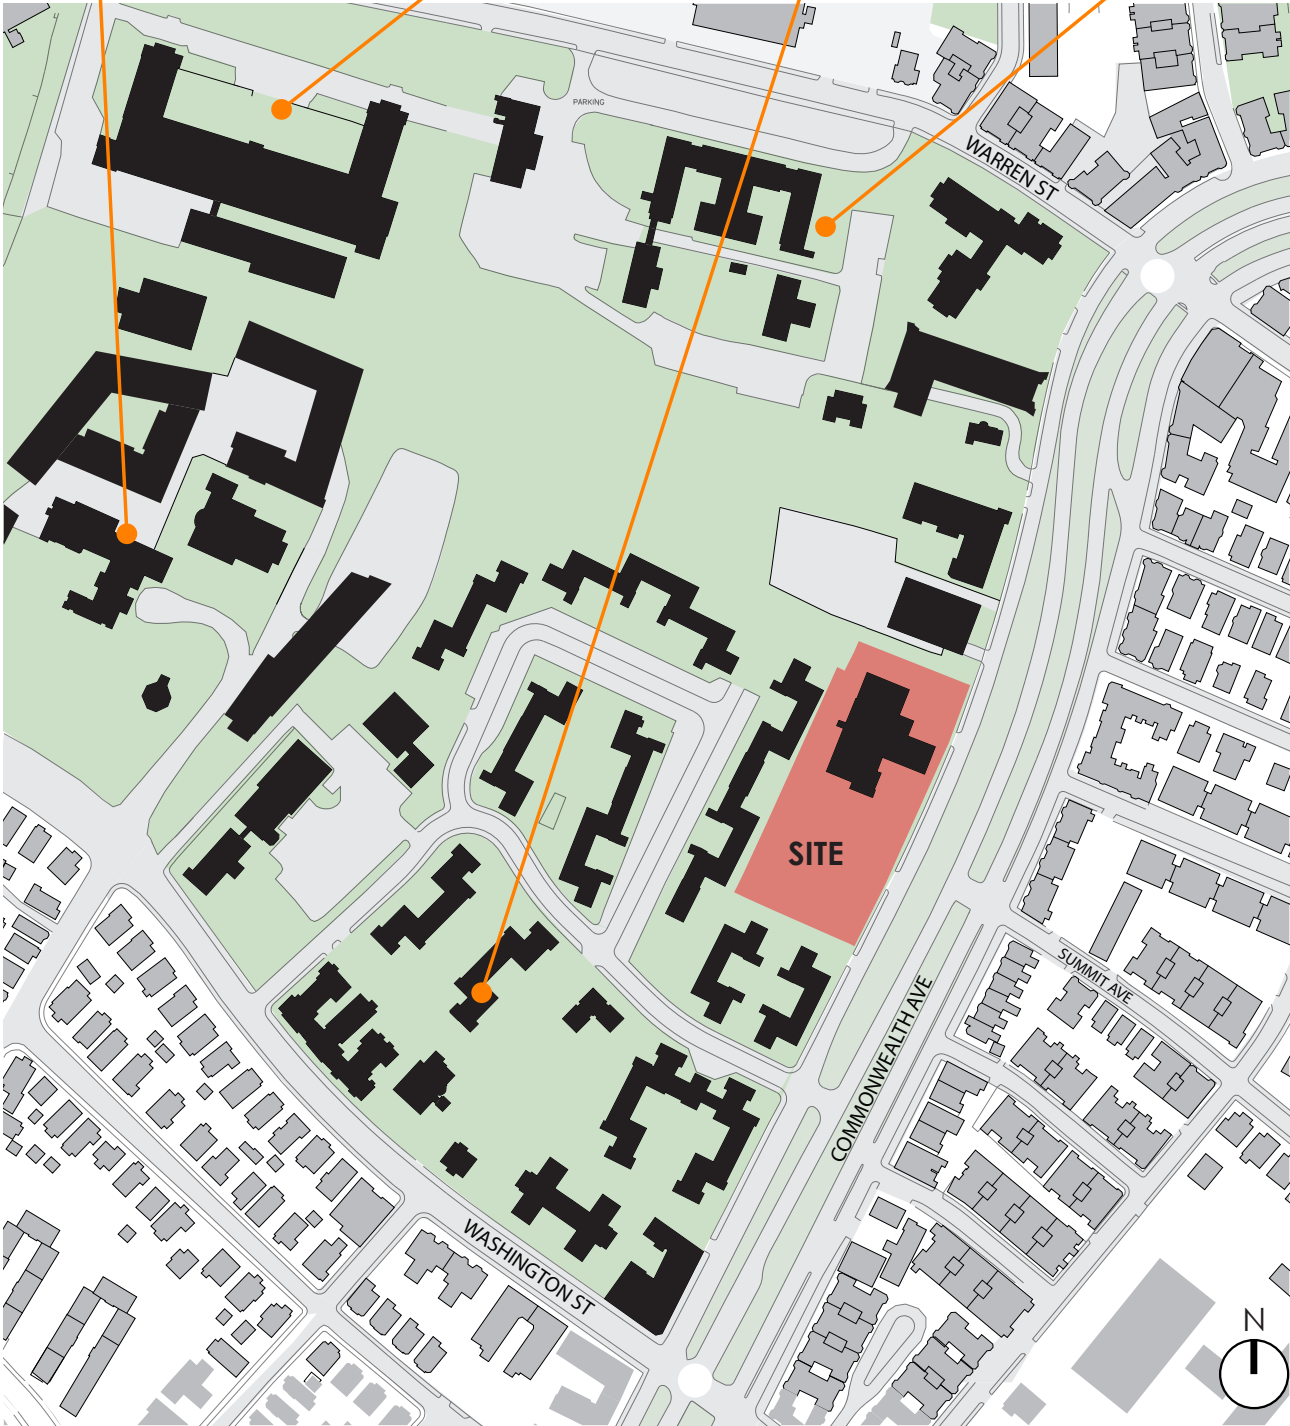 PARKING
WARREN ST
SITE
COMMONWEALTH AVE
SUMMIT AVE
WASHINGTON ST
N